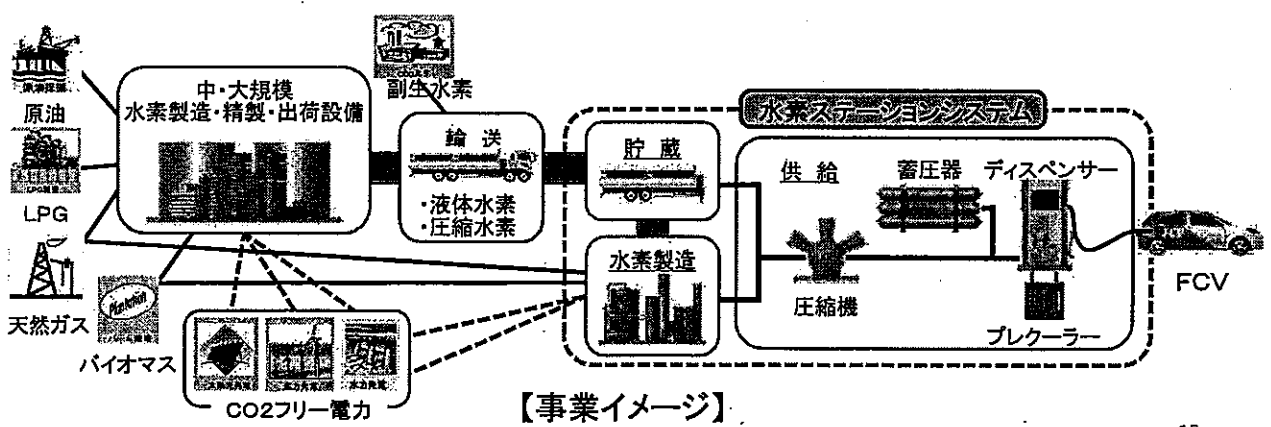 原油
LPG
天然ガス
バイオマス
中・大規模
水素製造・精製・出荷設備
副生水素
輸送
・液体水素
・圧縮水素
CO2フリー電力
水素ステーションシステム
貯蔵
水素製造
供給
圧縮機
蓄圧器
ディスペンサー
プレクーラー
FCV
【事業イメージ】